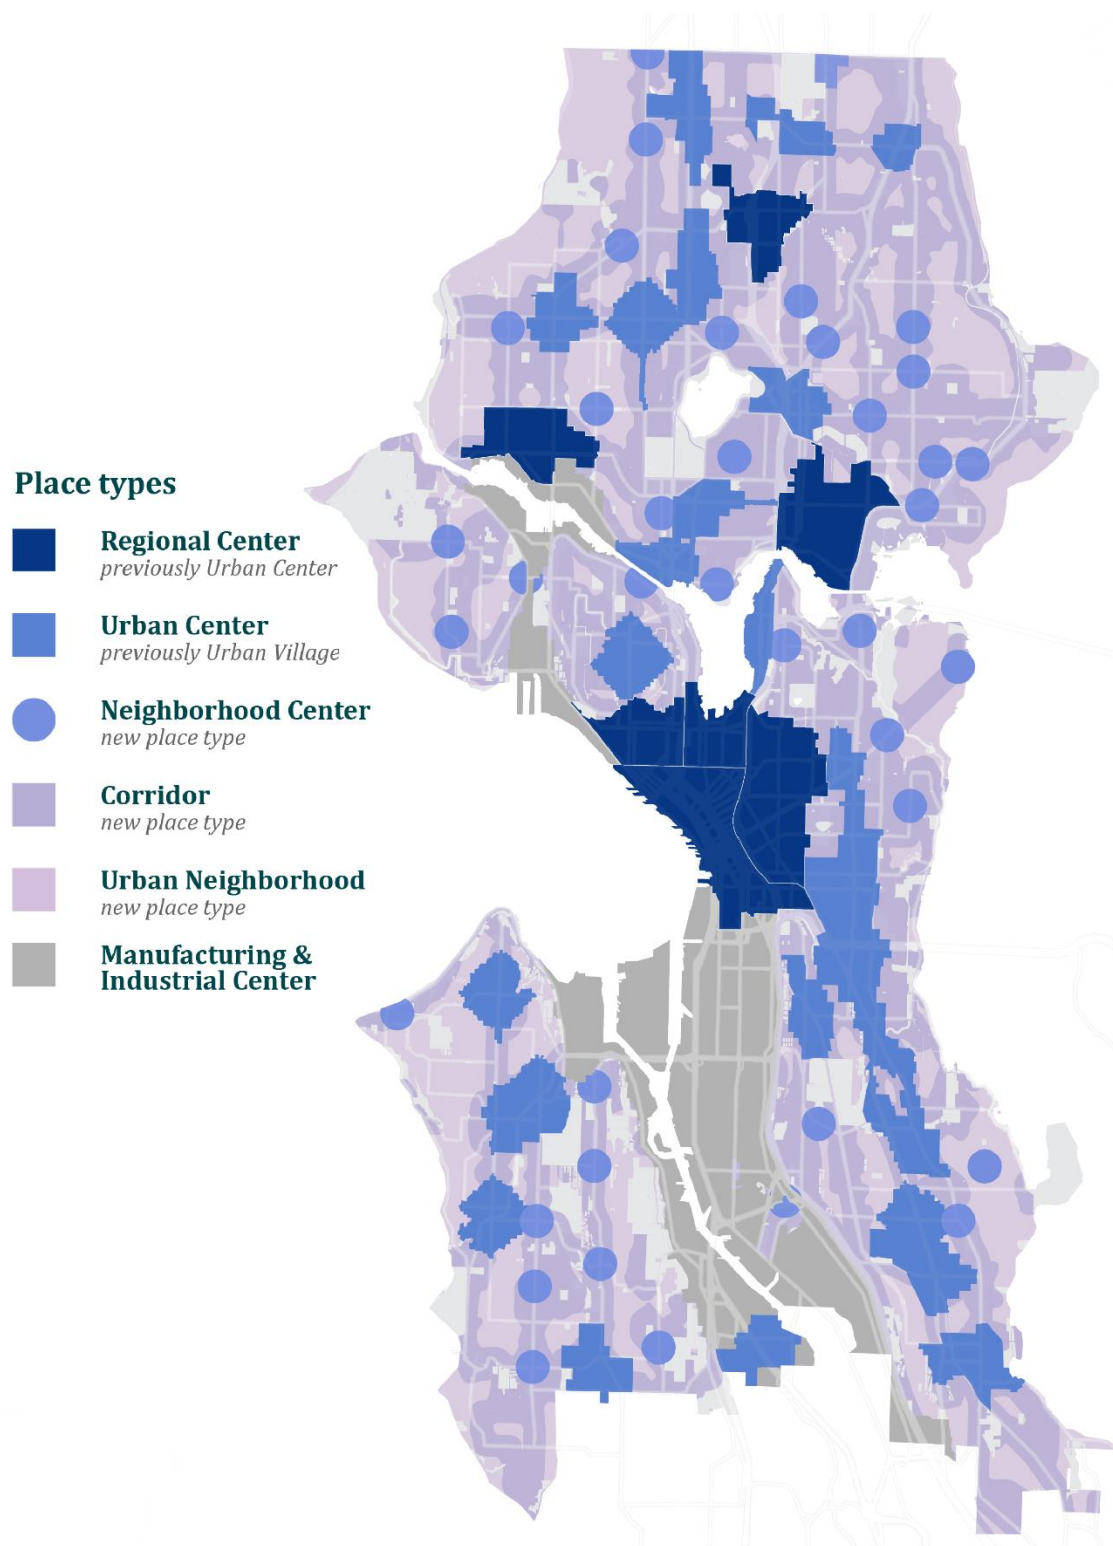 Place types
Regional Center
previously Urban Center
Urban Center
previously Urban Village
Neighborhood Center
new place type
Corridor
new place type
Urban Neighborhood
new place type
Manufacturing &
Industrial Center